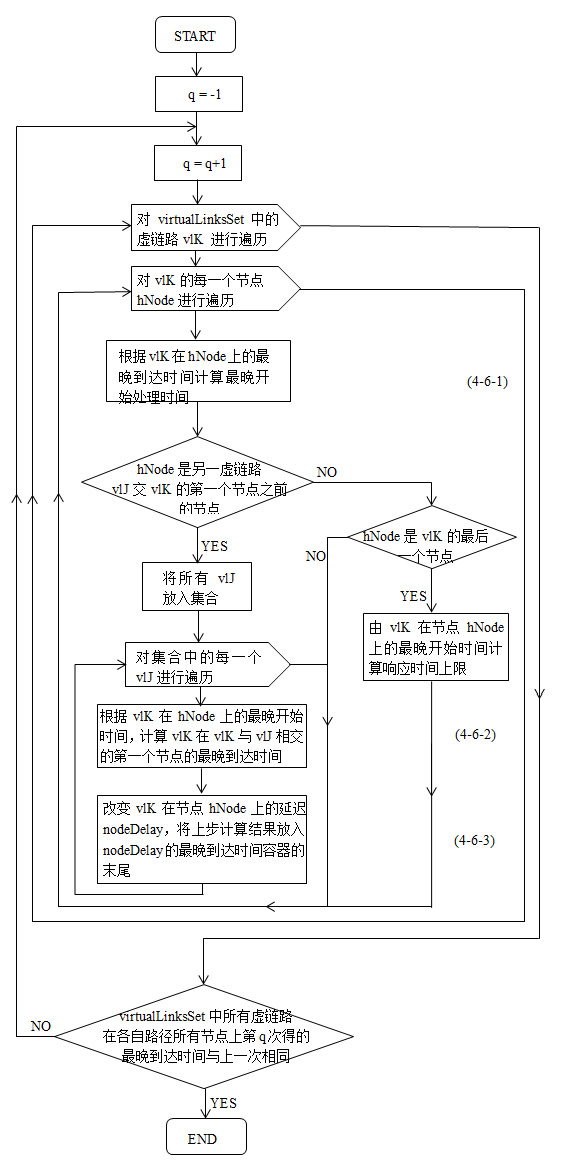 START
q = -1
q = q+1
对 virtualLinksSet 中的
虚链路 vlK 进行遍历
对 vlK 的每一个节点
hNode 进行遍历
根据 vlK 在 hNode 上的最
晚到达时间计算最晚开
始处理时间
(4-6-1)
hNode 是另一虚链路
vlJ 交 vlK 的第一个节点之前
的节点
NO
YES
hNode 是 vlK 的最后
一个节点
NO
YES
将所有 vlJ
放入集合
由 vlK 在节点 hNode
上的最晚开始时间计
算响应时间上限
对集合中的每一个
vlJ 进行遍历
根据 vlK 在 hNode 上的最晚开始
时间，计算 vlK 在 vlK 与 vlJ 相交
的第一个节点的最晚到达时间
(4-6-2)
改变 vlK 在节点 hNode 上的延迟
nodeDelay，将上步计算结果放入
nodeDelay 的最晚到达时间容器的
末尾
(4-6-3)
virtualLinksSet 中所有虚链路
在各自路径所有节点上第 q 次得的
最晚到达时间与上一次相同
NO
YES
END